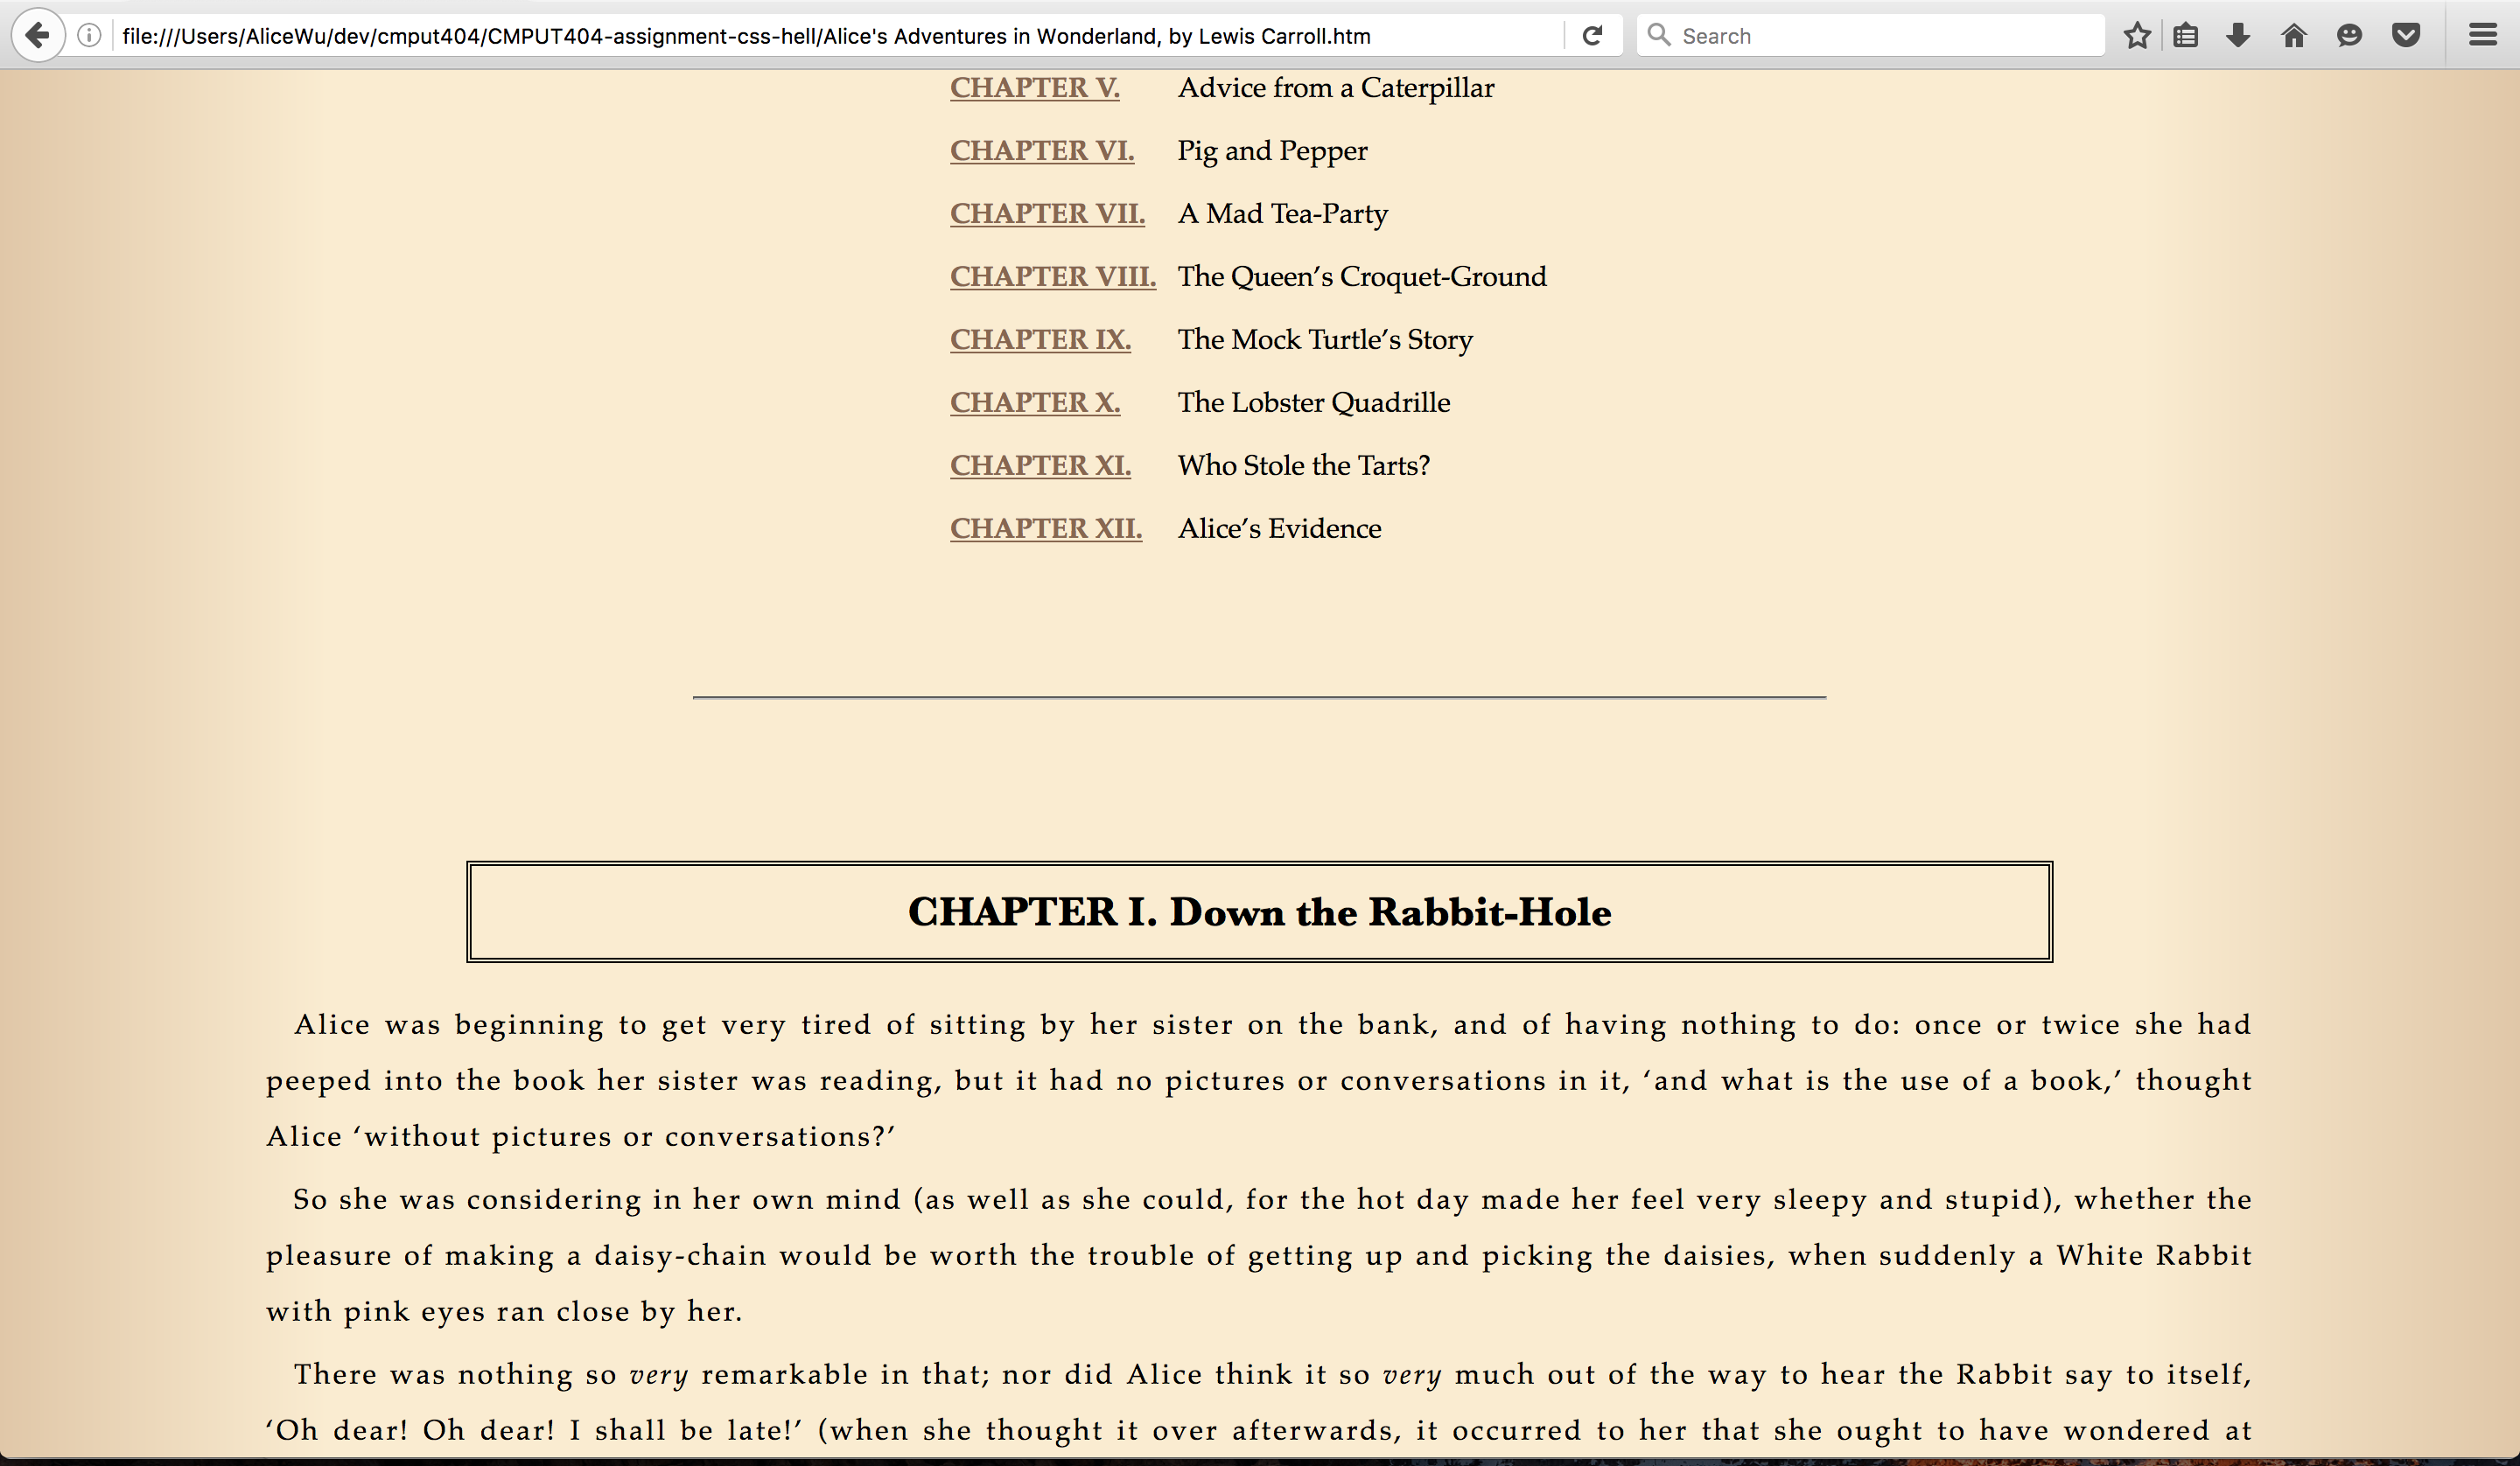 file:///Users/AliceWu/dev/cmput404/CMPUT404-assignment-css-hell/Alice's Adventures in Wonderland, by Lewis Carroll.htm
Search
CHAPTER V. Advice from a Caterpillar
CHAPTER VI. Pig and Pepper
CHAPTER VII. A Mad Tea-Party
CHAPTER VIII. The Queen’s Croquet-Ground
CHAPTER IX. The Mock Turtle’s Story
CHAPTER X. The Lobster Quadrille
CHAPTER XI. Who Stole the Tarts?
CHAPTER XII. Alice’s Evidence
CHAPTER I. Down the Rabbit-Hole
Alice was beginning to get very tired of sitting by her sister on the bank, and of having nothing to do: once or twice she had
peeped into the book her sister was reading, but it had no pictures or conversations in it, ‘and what is the use of a book,’ thought
Alice ‘without pictures or conversations?’
So she was considering in her own mind (as well as she could, for the hot day made her feel very sleepy and stupid), whether the
pleasure of making a daisy-chain would be worth the trouble of getting up and picking the daisies, when suddenly a White Rabbit
with pink eyes ran close by her.
There was nothing so very remarkable in that; nor did Alice think it so very much out of the way to hear the Rabbit say to itself,
‘Oh dear! Oh dear! I shall be late!’ (when she thought it over afterwards, it occurred to her that she ought to have wondered at